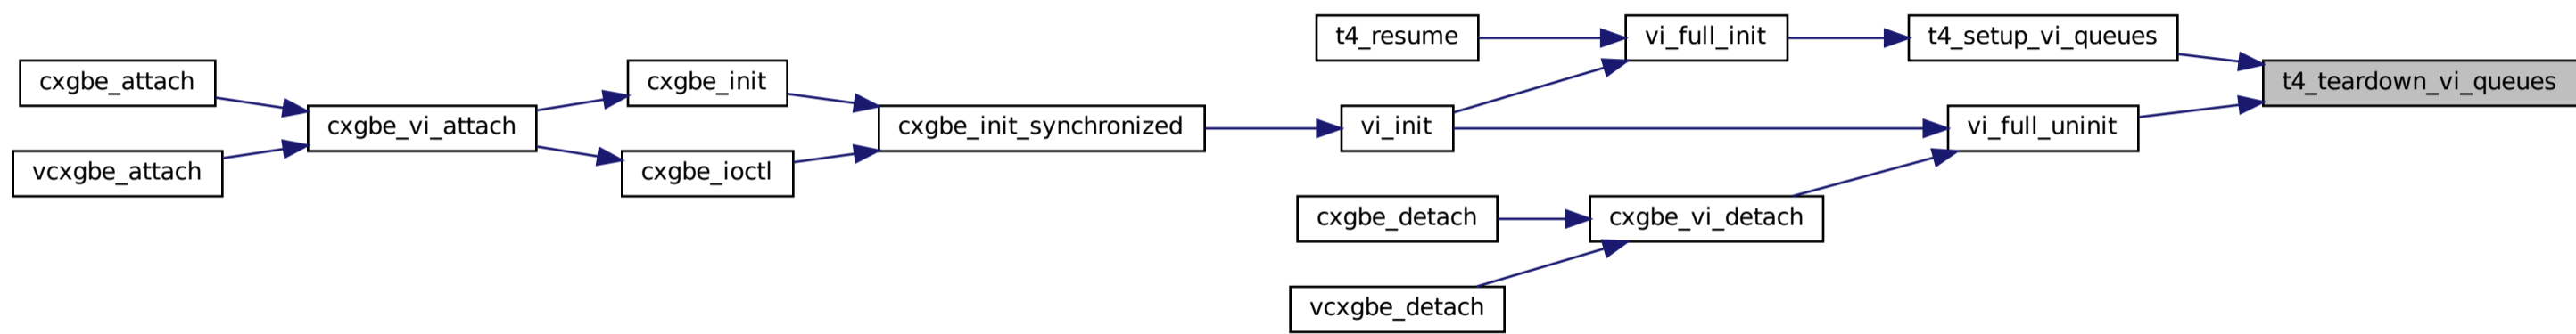 t4_resume
vi_full_init
t4_setup_vi_queues
cxgbe_attach
cxgbe_init
t4_teardown_vi_queues
cxgbe_vi_attach
cxgbe_init_synchronized
vi_init
vi_full_uninit
vcxgbe_attach
cxgbe_ioctl
cxgbe_detach
cxgbe_vi_detach
vcxgbe_detach